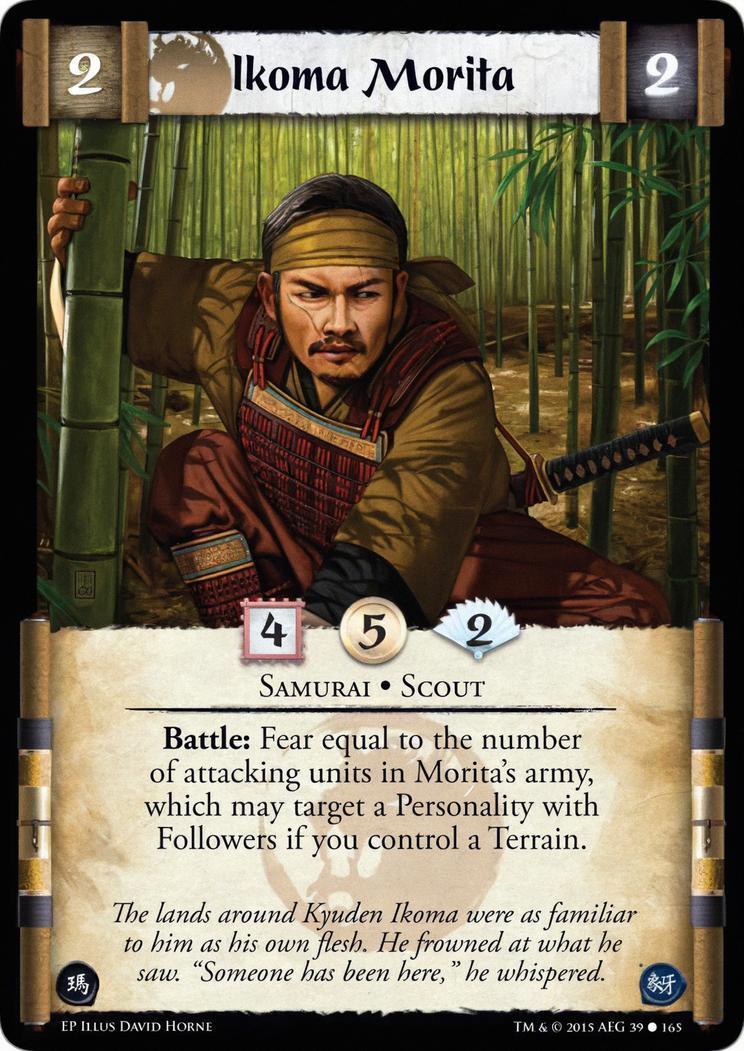 2 Ikoma Morita 2
4 5 2
Samurai • Scout
Battle: Fear equal to the number
of attacking units in Morita's army,
which may target a Personality with
Followers if you control a Terrain.
The lands around Kyuden Ikoma were as familiar
to him as his own flesh. He frowned at what he
saw. “Someone has been here,” he whispered.
瑪 象牙
EP Illus David Horne TM & © 2015 AEG 39 ● 165